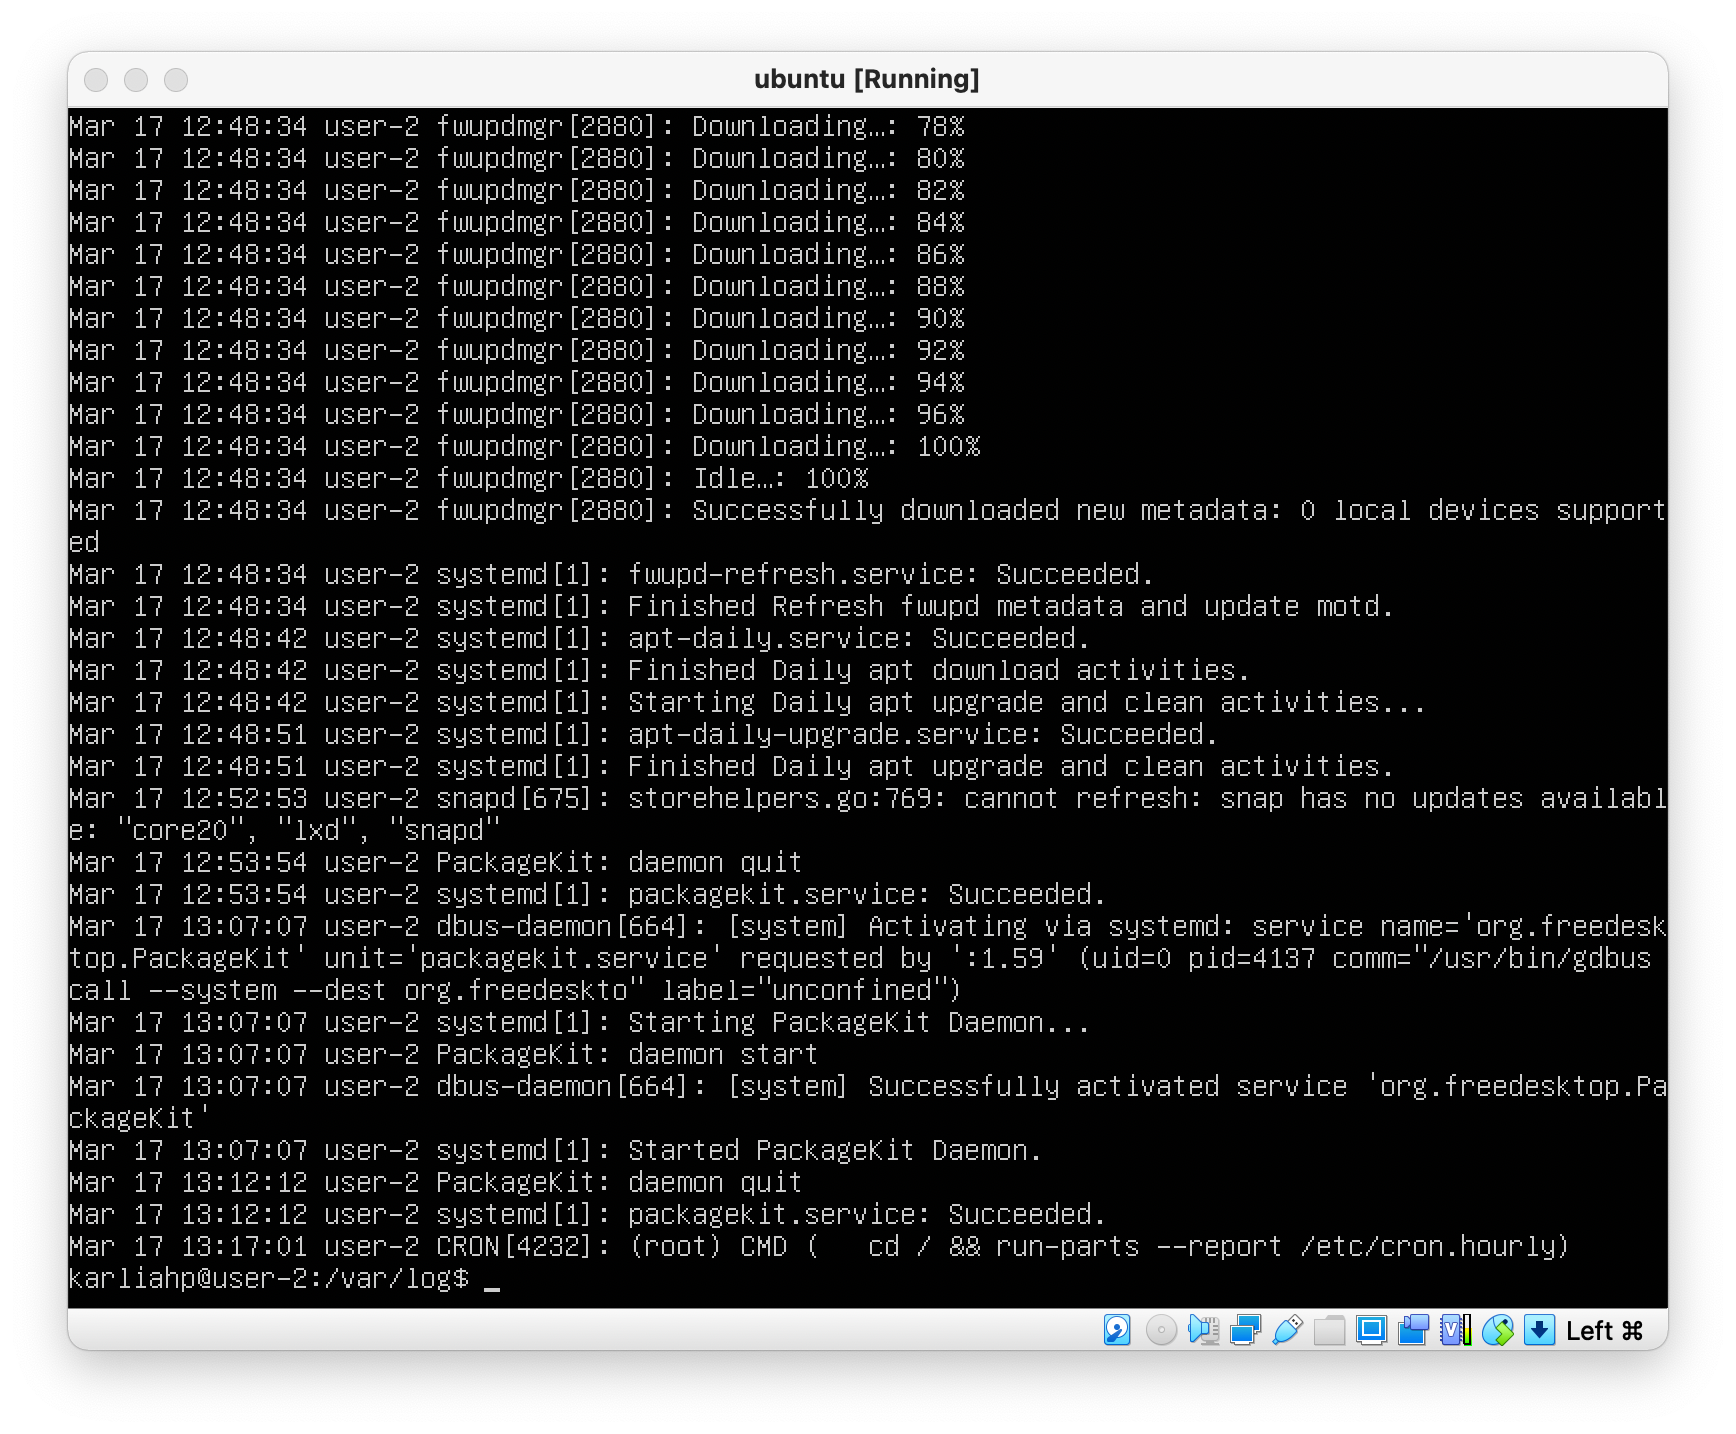 ubuntu [Running]
Mar 17 12:48:34 user-2 fwupdmgr[2880]: Downloading…: 78%
Mar 17 12:48:34 user-2 fwupdmgr[2880]: Downloading…: 80%
Mar 17 12:48:34 user-2 fwupdmgr[2880]: Downloading…: 82%
Mar 17 12:48:34 user-2 fwupdmgr[2880]: Downloading…: 84%
Mar 17 12:48:34 user-2 fwupdmgr[2880]: Downloading…: 86%
Mar 17 12:48:34 user-2 fwupdmgr[2880]: Downloading…: 88%
Mar 17 12:48:34 user-2 fwupdmgr[2880]: Downloading…: 90%
Mar 17 12:48:34 user-2 fwupdmgr[2880]: Downloading…: 92%
Mar 17 12:48:34 user-2 fwupdmgr[2880]: Downloading…: 94%
Mar 17 12:48:34 user-2 fwupdmgr[2880]: Downloading…: 96%
Mar 17 12:48:34 user-2 fwupdmgr[2880]: Downloading…: 100%
Mar 17 12:48:34 user-2 fwupdmgr[2880]: Idle…: 100%
Mar 17 12:48:34 user-2 fwupdmgr[2880]: Successfully downloaded new metadata: 0 local devices support
ed
Mar 17 12:48:34 user-2 systemd[1]: fwupd-refresh.service: Succeeded.
Mar 17 12:48:34 user-2 systemd[1]: Finished Refresh fwupd metadata and update motd.
Mar 17 12:48:42 user-2 systemd[1]: apt-daily.service: Succeeded.
Mar 17 12:48:42 user-2 systemd[1]: Finished Daily apt download activities.
Mar 17 12:48:42 user-2 systemd[1]: Starting Daily apt upgrade and clean activities...
Mar 17 12:48:51 user-2 systemd[1]: apt-daily-upgrade.service: Succeeded.
Mar 17 12:48:51 user-2 systemd[1]: Finished Daily apt upgrade and clean activities.
Mar 17 12:52:53 user-2 snapd[675]: storehelpers.go:769: cannot refresh: snap has no updates availabl
e: "core20", "lxd", "snapd"
Mar 17 12:53:54 user-2 PackageKit: daemon quit
Mar 17 12:53:54 user-2 systemd[1]: packagekit.service: Succeeded.
Mar 17 13:07:07 user-2 dbus-daemon[664]: [system] Activating via systemd: service name='org.freedesk
top.PackageKit' unit='packagekit.service' requested by ':1.59' (uid=0 pid=4137 comm="/usr/bin/gdbus
call --system --dest org.freedeskto" label="unconfined")
Mar 17 13:07:07 user-2 systemd[1]: Starting PackageKit Daemon...
Mar 17 13:07:07 user-2 PackageKit: daemon start
Mar 17 13:07:07 user-2 dbus-daemon[664]: [system] Successfully activated service 'org.freedesktop.Pa
ckageKit'
Mar 17 13:07:07 user-2 systemd[1]: Started PackageKit Daemon.
Mar 17 13:12:12 user-2 PackageKit: daemon quit
Mar 17 13:12:12 user-2 systemd[1]: packagekit.service: Succeeded.
Mar 17 13:17:01 user-2 CRON[4232]: (root) CMD (   cd / && run-parts --report /etc/cron.hourly)
karliahp@user-2:/var/log$ _
Left ⌘